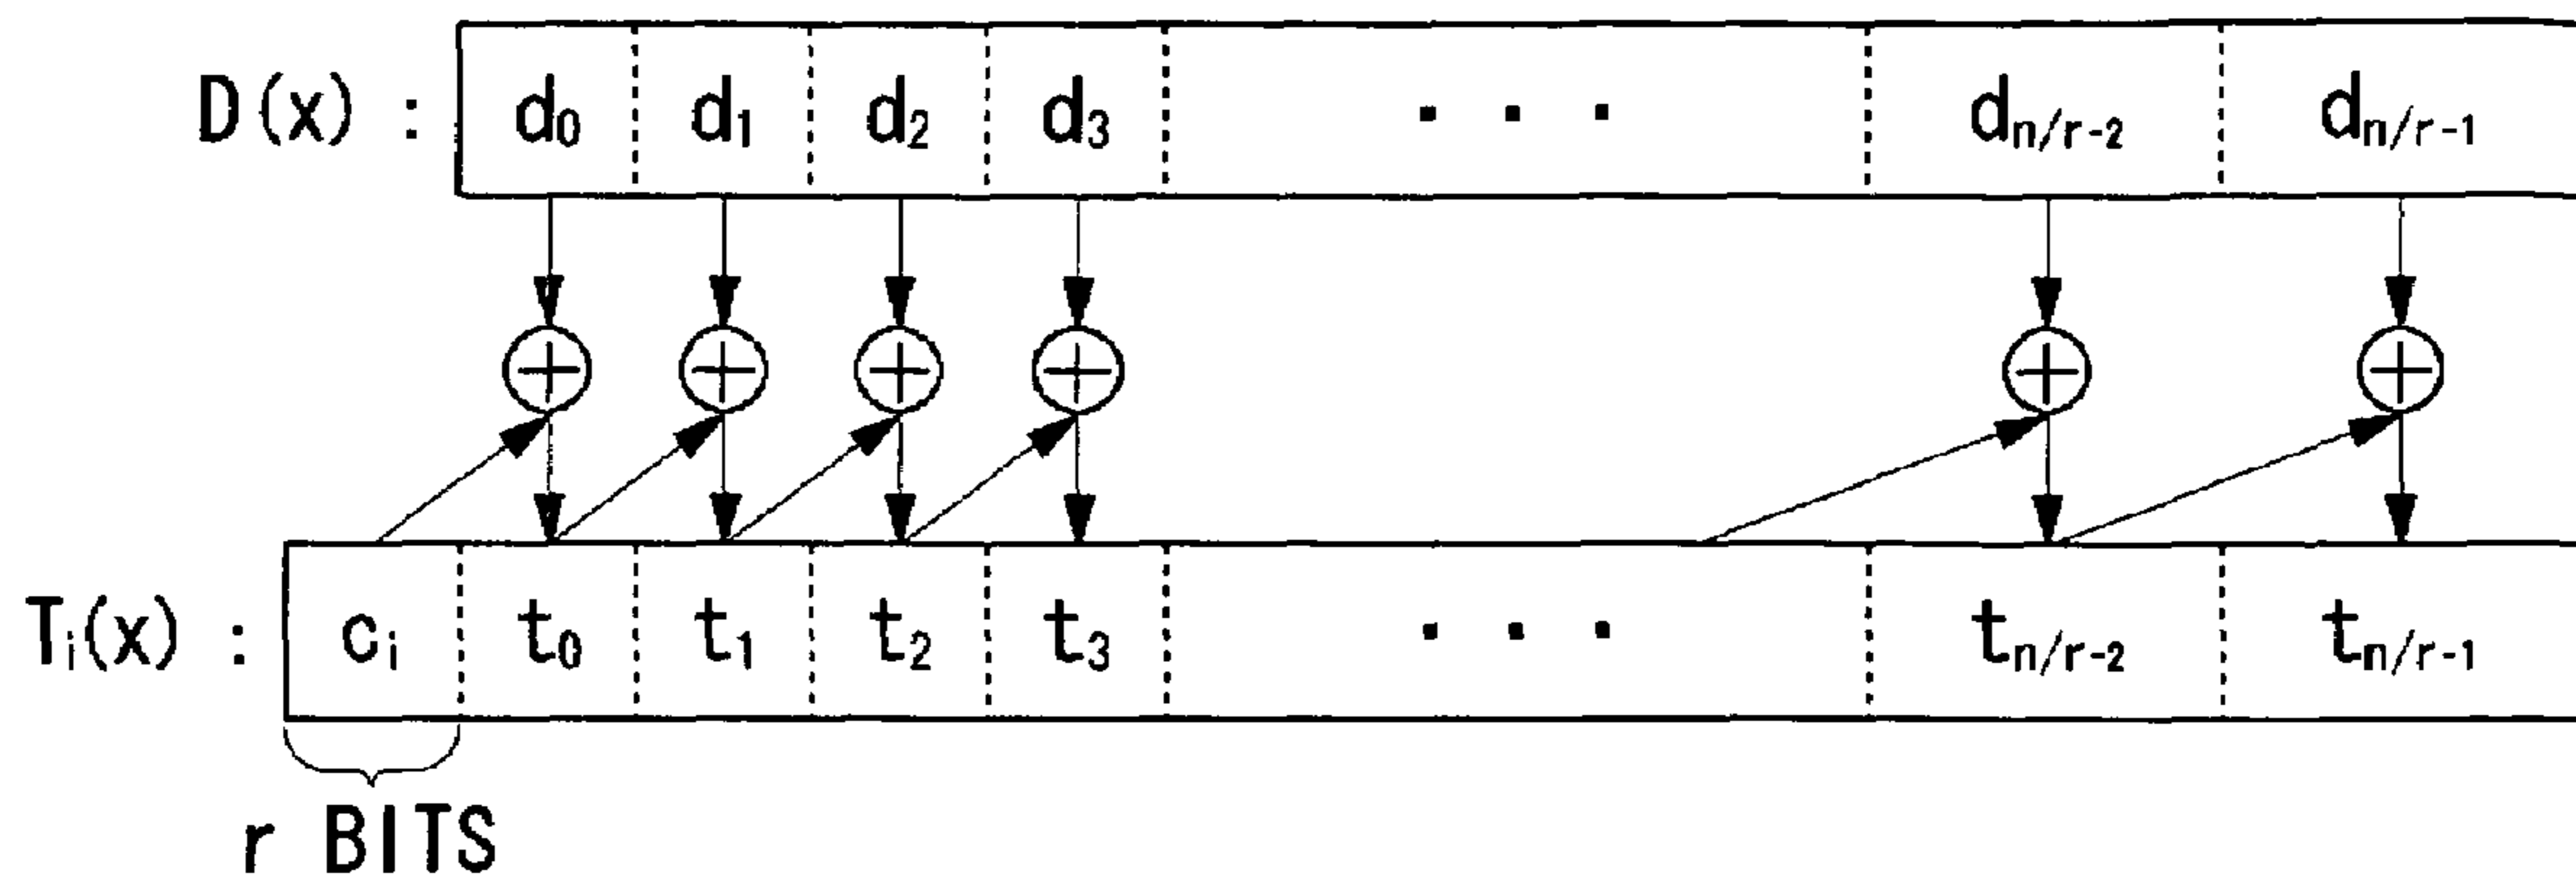 D(x) : d₀ d₁ d₂ d₃ · · · dₙ/ᵣ₋₂ dₙ/ᵣ₋₁
Tᵢ(x) : cᵢ t₀ t₁ t₂ t₃ · · · tₙ/ᵣ₋₂ tₙ/ᵣ₋₁
r BITS